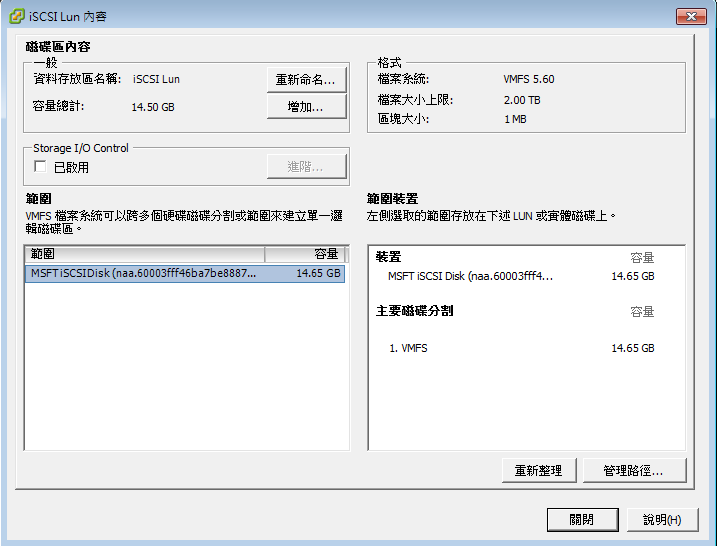 iSCSI Lun 內容
磁碟區內容
一般
資料存放區名稱: iSCSI Lun 重新命名...
容量總計: 14.50 GB 增加...
格式
檔案系統: VMFS 5.60
檔案大小上限: 2.00 TB
區塊大小: 1 MB
Storage I/O Control
已啟用 進階...
範圍
VMFS 檔案系統可以跨多個硬碟磁碟分割或範圍來建立單一邏
輯磁碟區。
範圍 容量
MSFT iSCSI Disk (naa.60003fff46ba7be8887... 14.65 GB
範圍裝置
左側選取的範圍存放在下述 LUN 或實體磁碟上。
裝置 容量
MSFT iSCSI Disk (naa.60003fff4... 14.65 GB
主要磁碟分割 容量
1. VMFS 14.65 GB
重新整理 管理路徑...
關閉 說明(H)